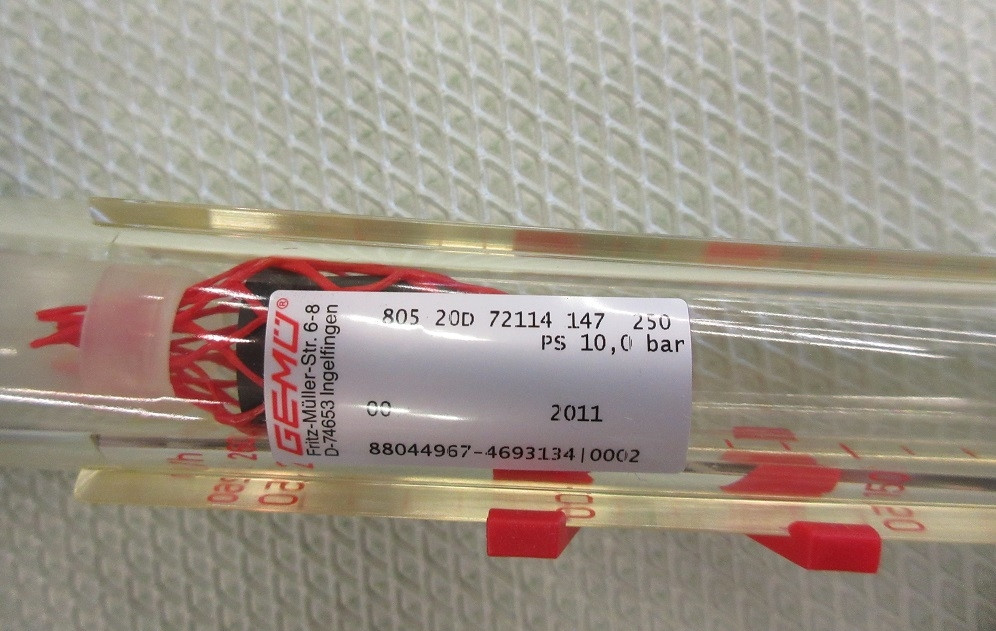 GEMÜ®
Fritz-Müller-Str. 6-8
D-74653 Ingelfingen
805 20D 72114 147 250
PS 10,0 bar
00 2011
88044967-4693134|0002